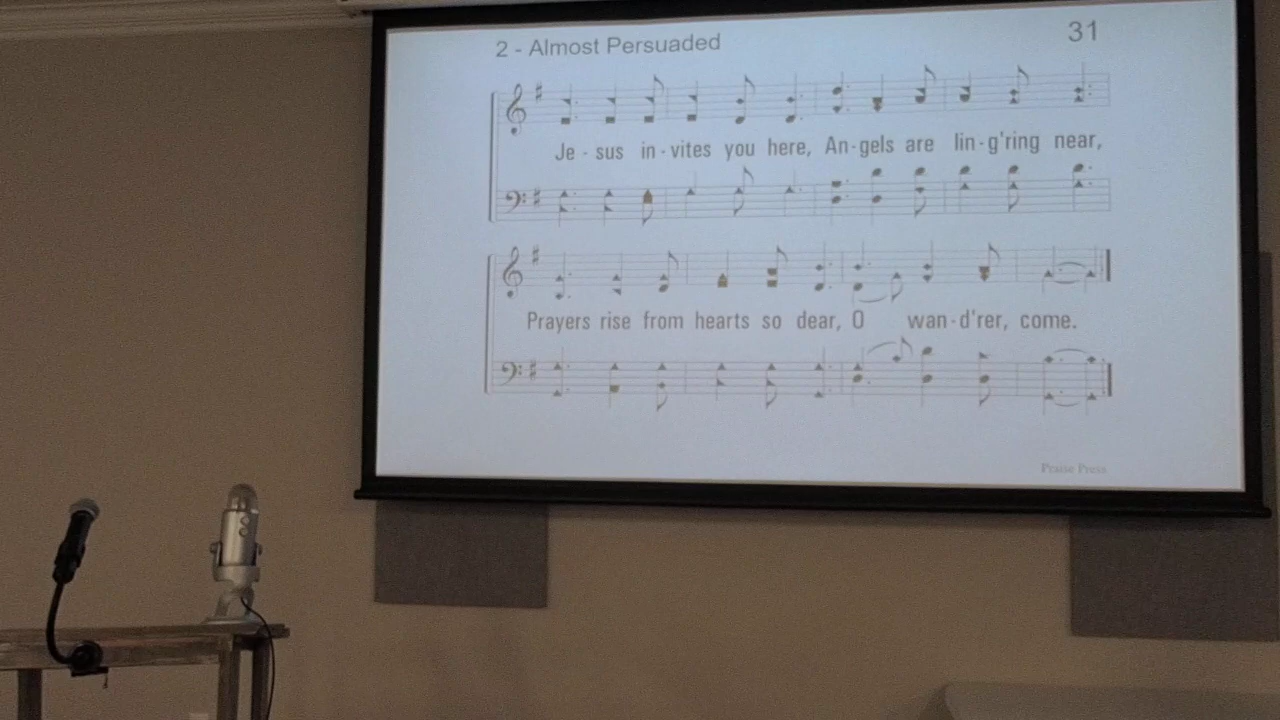 2 - Almost Persuaded
31
Je - sus in - vites you here, An - gels are lin - g'ring near,
Prayers rise from hearts so dear, O wan - d'rer, come.
Praise Press